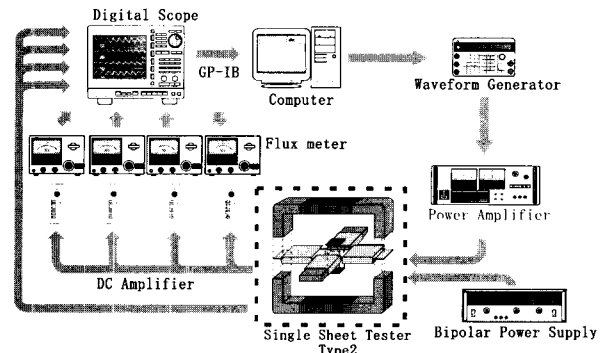 Digital Scope
GP-IB
Computer
Waveform Generator
Flux meter
Power Amplifier
DC Amplifier
Single Sheet Tester
Type2
Bipolar Power Supply